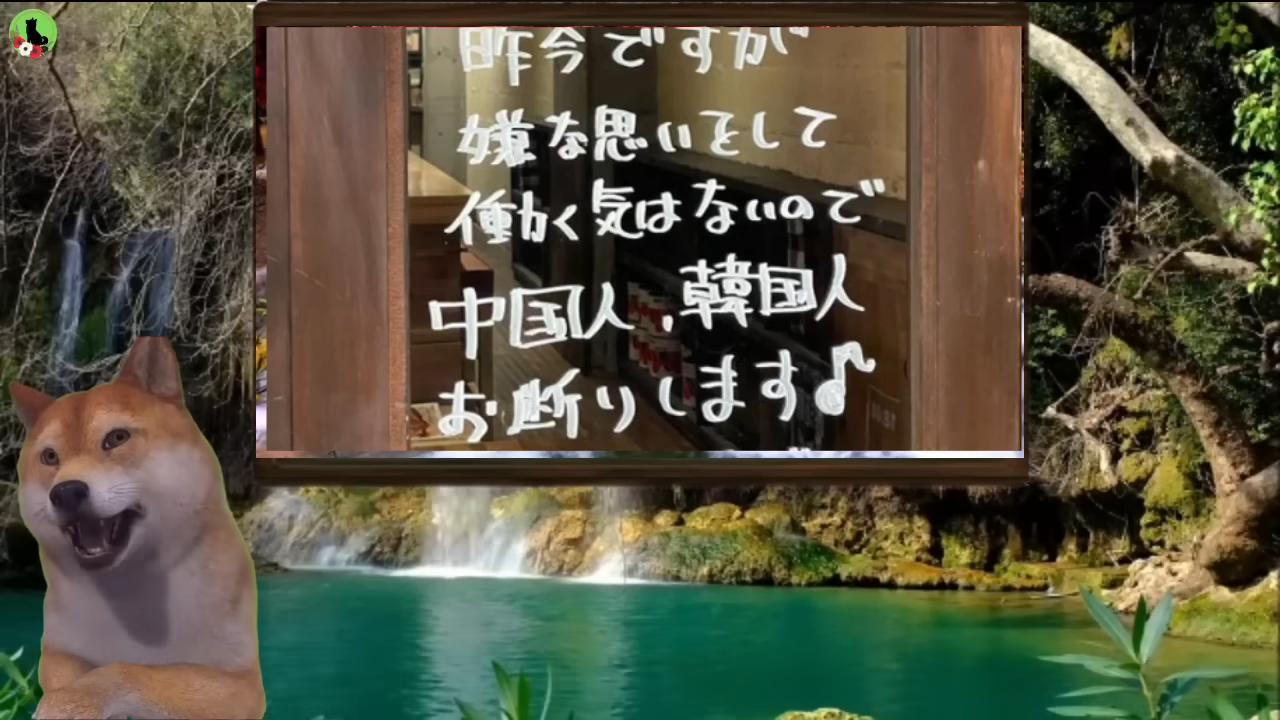 昨今ですが
嫌な思いをして
働く気はないので
中国人、韓国人
お断りします♪